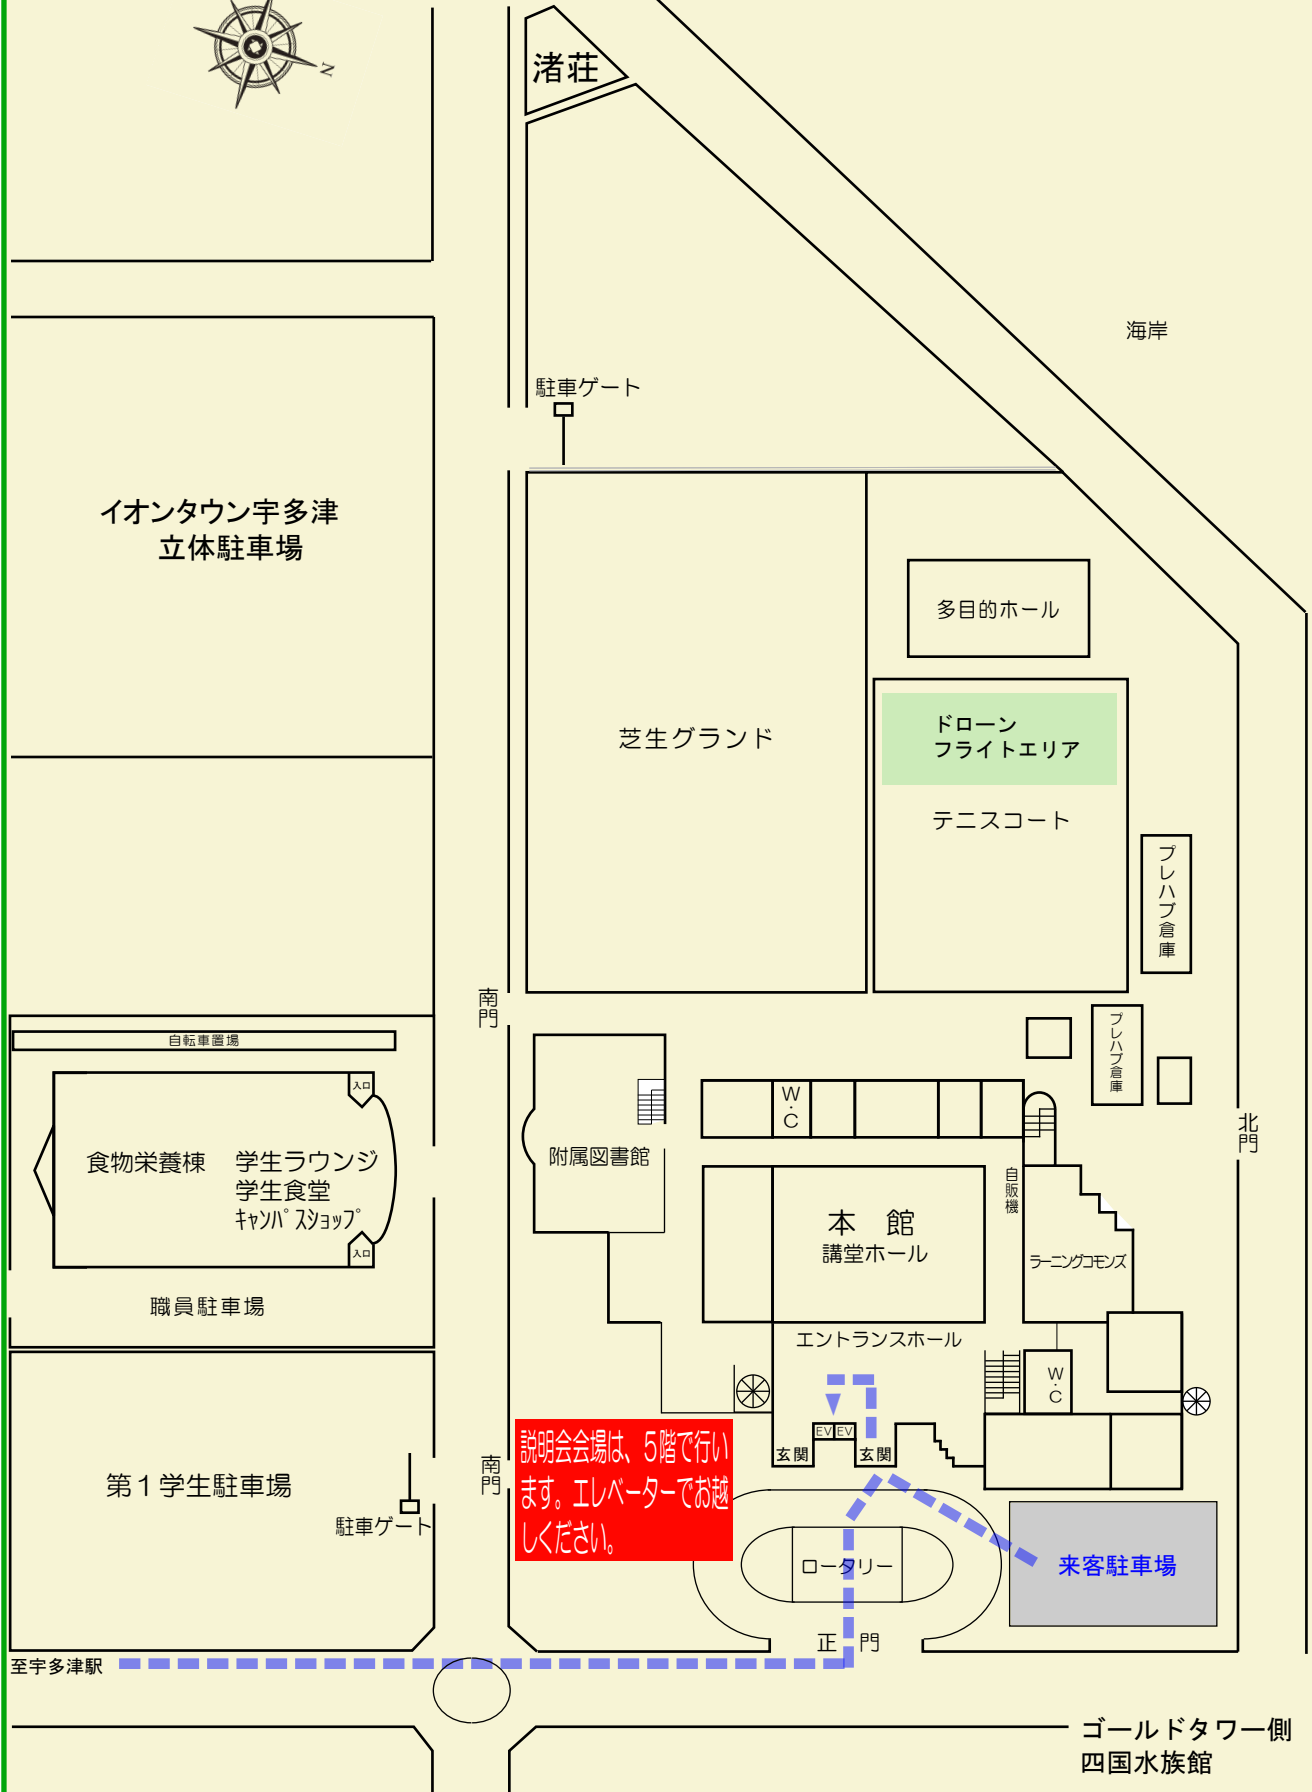 N
渚荘
海岸
駐車ゲート
イオンタウン宇多津
立体駐車場
多目的ホール
芝生グランド
ドローン
フライトエリア
テニスコート
プレハブ倉庫
南門
プレハブ倉庫
自転車置場
入口
W・C
北門
食物栄養棟
学生ラウンジ
学生食堂
キャンパスショップ
附属図書館
自販機
本 館
講堂ホール
入口
ラーニングコモンズ
職員駐車場
エントランスホール
W・C
EV EV
玄関
玄関
南門
説明会会場は、５階で行い
ます。エレベーターでお越
しください。
第１学生駐車場
駐車ゲート
ロータリー
来客駐車場
正 門
至宇多津駅
ゴールドタワー側
四国水族館